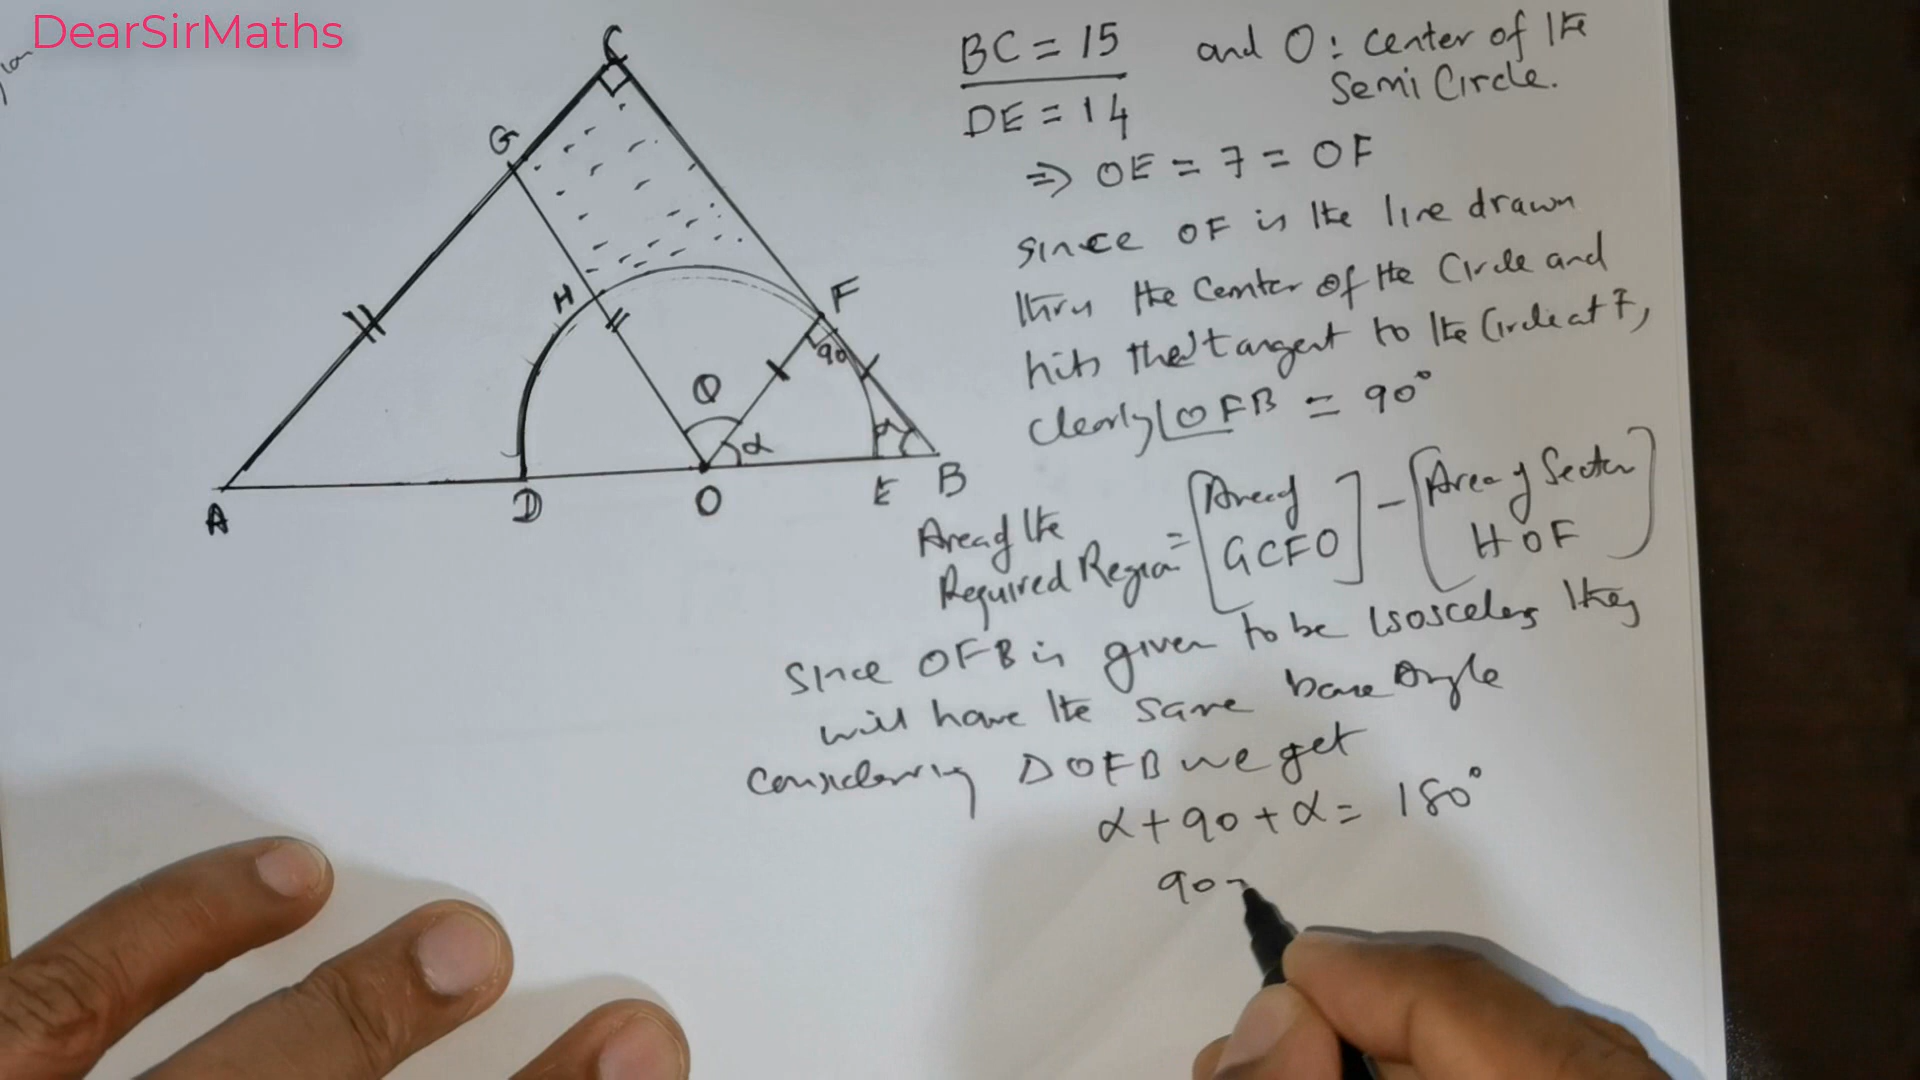 DearSirMaths
C
G
H
F
90
Q
α
α
A
D
O
E
B
BC = 15 and O : center of the
Semi Circle.
DE = 14
⇒ OE = 7 = OF
since OF is the line drawn
thru the center of the Circle and
hits the tangent to the Circle at F,
clearly ∠OFB = 90°
Area of the
Required Region = [Area of GCFO] - [Area of Sector HOF]
Since OFB is given to be Isosceles they
will have the same base Angle
Considering Δ OFB we get
α + 90 + α = 180°
90